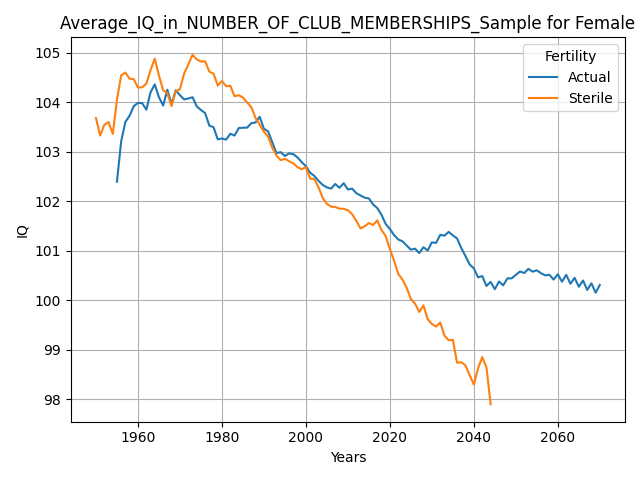 Average_IQ_in_NUMBER_OF_CLUB_MEMBERSHIPS_Sample for Female
Fertility
Actual
Sterile
105
104
103
102
101
100
99
98
IQ
1960 1980 2000 2020 2040 2060
Years